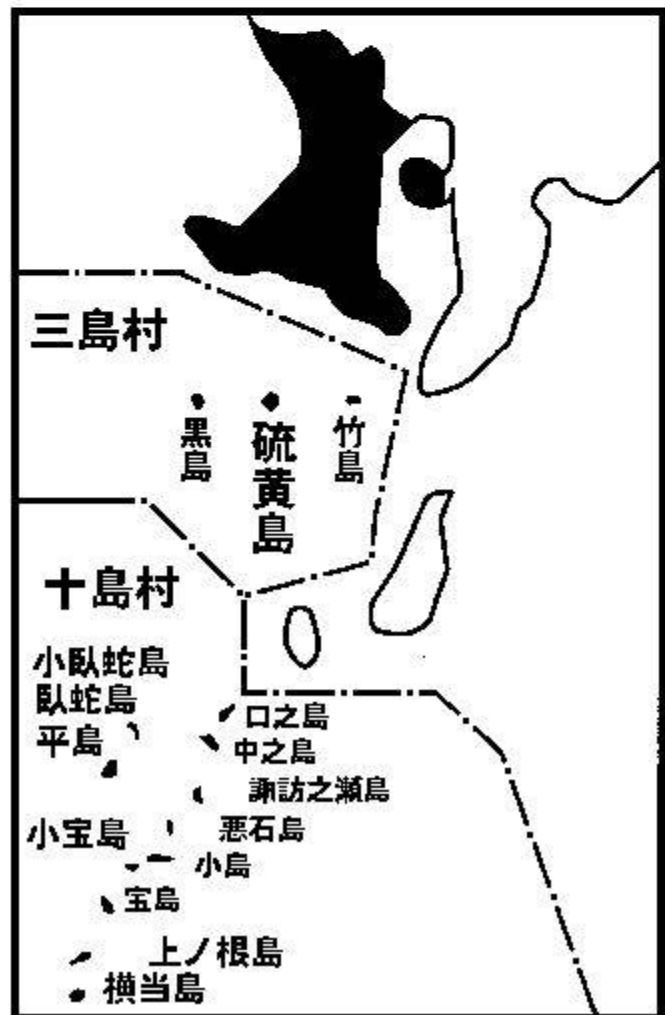 三島村
黒島
硫黄島
竹島
十島村
小臥蛇島
臥蛇島
平島
口之島
中之島
諏訪之瀬島
小宝島
悪石島
小島
宝島
上ノ根島
横当島